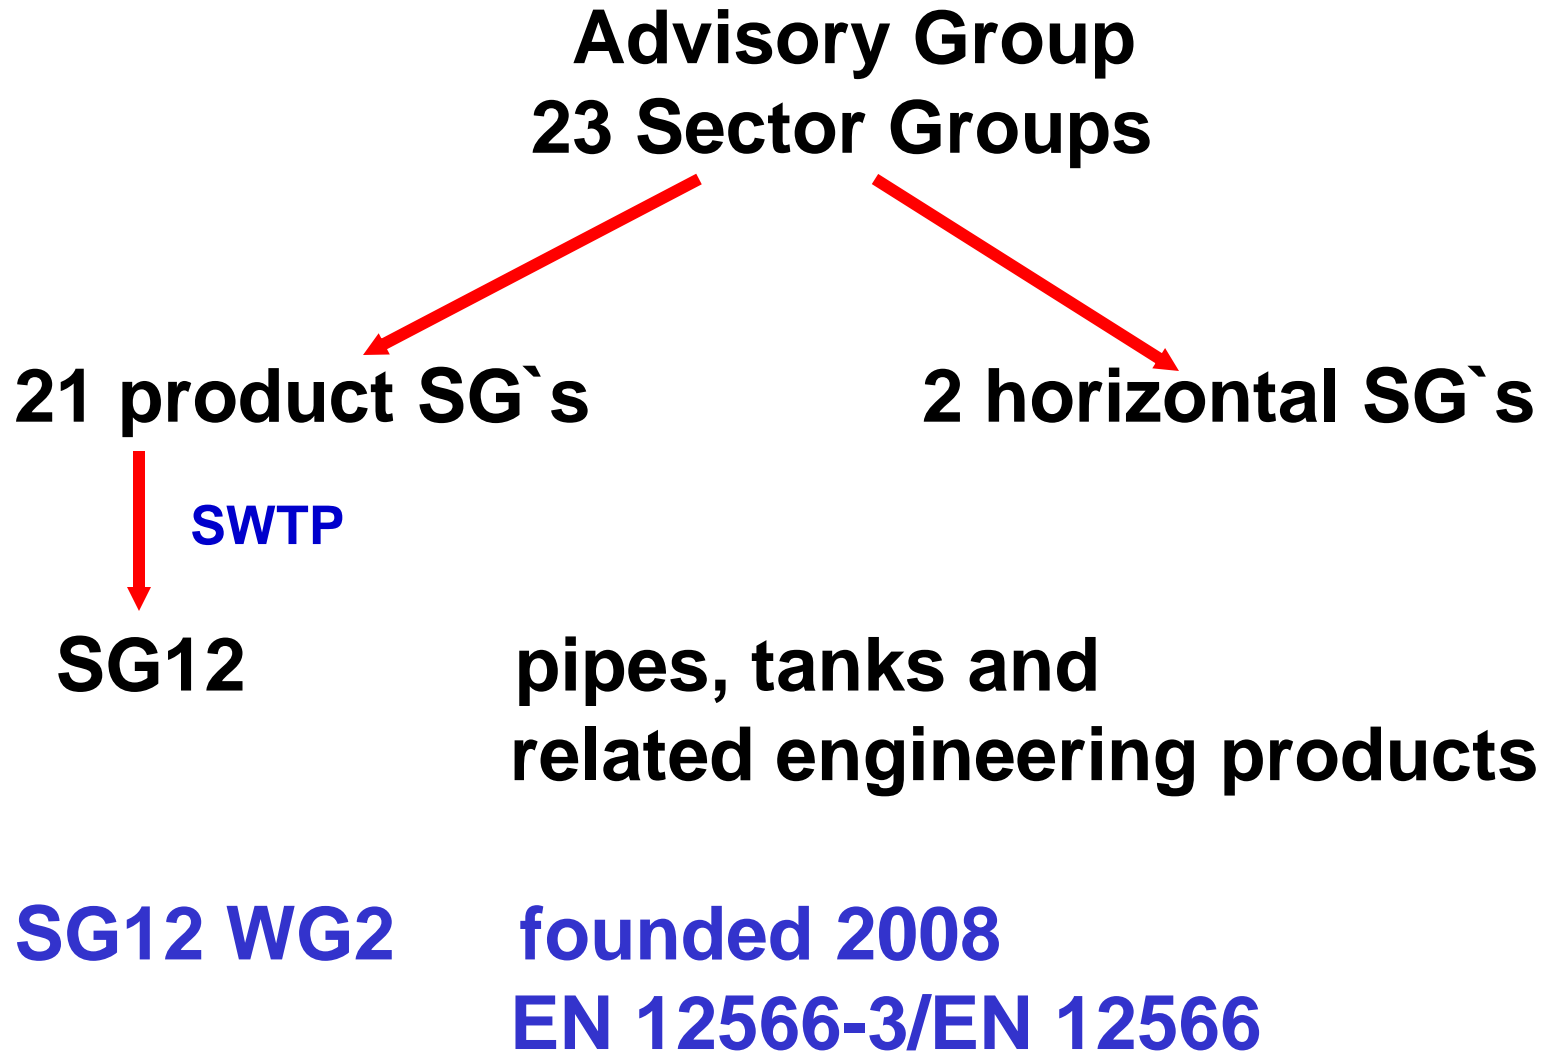 Advisory Group
23 Sector Groups
21 product SG`s
2 horizontal SG`s
SWTP
SG12
pipes, tanks and
related engineering products
SG12 WG2
founded 2008
EN 12566-3/EN 12566